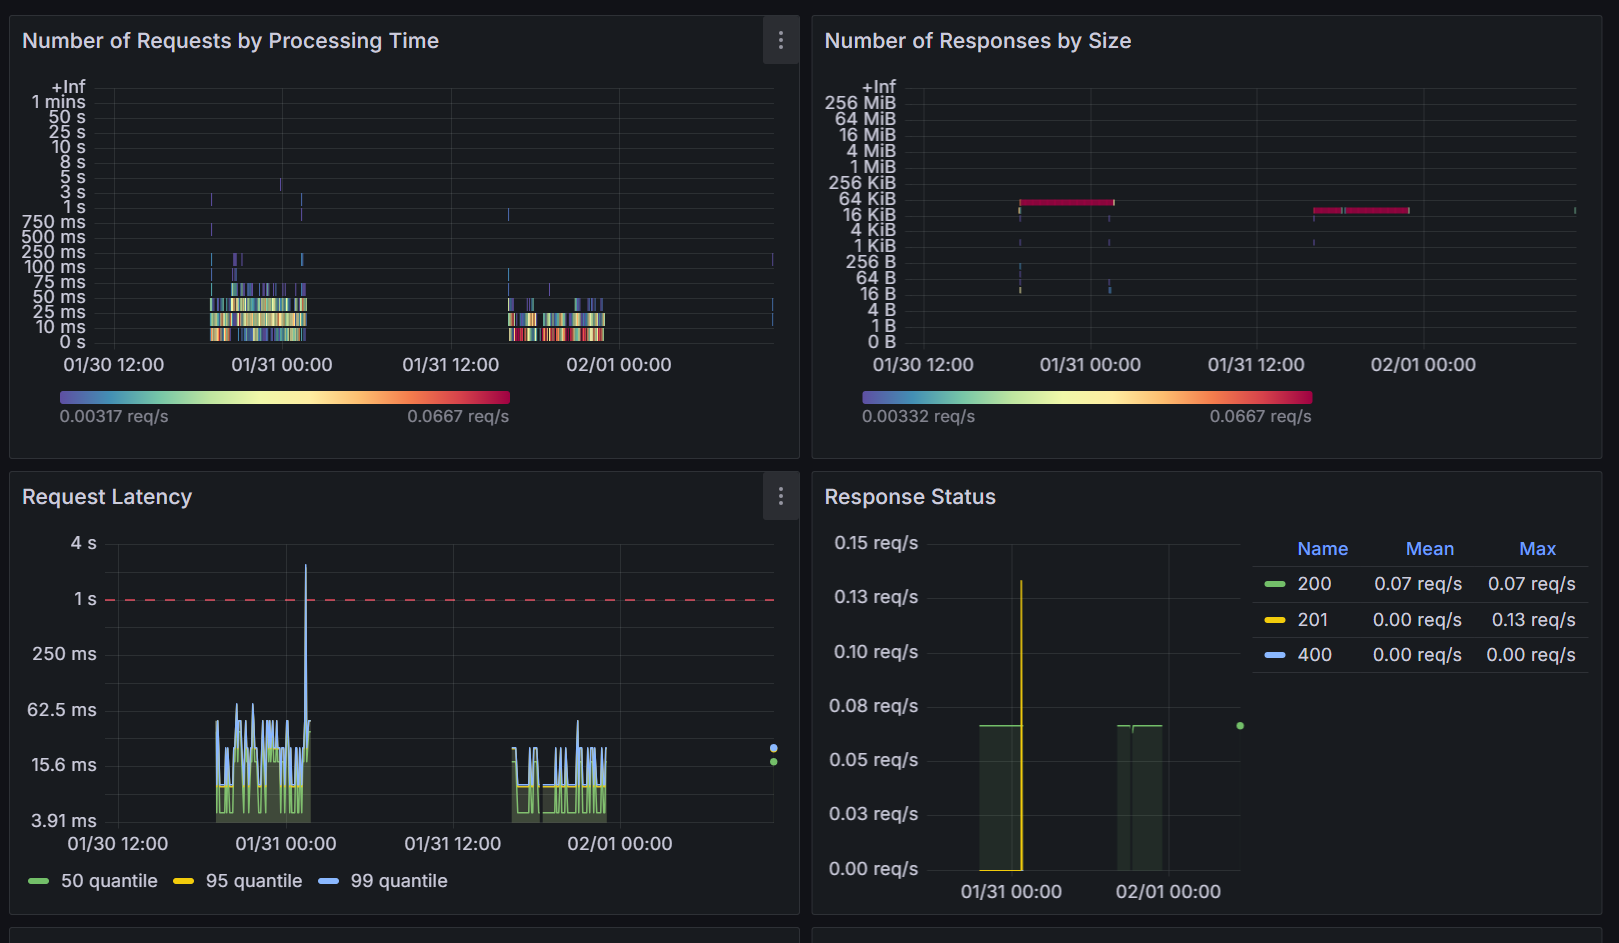 Number of Requests by Processing Time
+Inf
1 mins
50 s
25 s
10 s
8 s
5 s
3 s
1 s
750 ms
500 ms
250 ms
100 ms
75 ms
50 ms
25 ms
10 ms
0 s
01/30 12:00 01/31 00:00 01/31 12:00 02/01 00:00
0.00317 req/s 0.0667 req/s
Number of Responses by Size
+Inf
256 MiB
64 MiB
16 MiB
4 MiB
1 MiB
256 KiB
64 KiB
16 KiB
4 KiB
1 KiB
256 B
64 B
16 B
4 B
1 B
0 B
01/30 12:00 01/31 00:00 01/31 12:00 02/01 00:00
0.00332 req/s 0.0667 req/s
Request Latency
4 s
1 s
250 ms
62.5 ms
15.6 ms
3.91 ms
01/30 12:00 01/31 00:00 01/31 12:00 02/01 00:00
50 quantile 95 quantile 99 quantile
Response Status
0.15 req/s
0.13 req/s
0.10 req/s
0.08 req/s
0.05 req/s
0.03 req/s
0.00 req/s
01/31 00:00 02/01 00:00
Name Mean Max
200 0.07 req/s 0.07 req/s
201 0.00 req/s 0.13 req/s
400 0.00 req/s 0.00 req/s